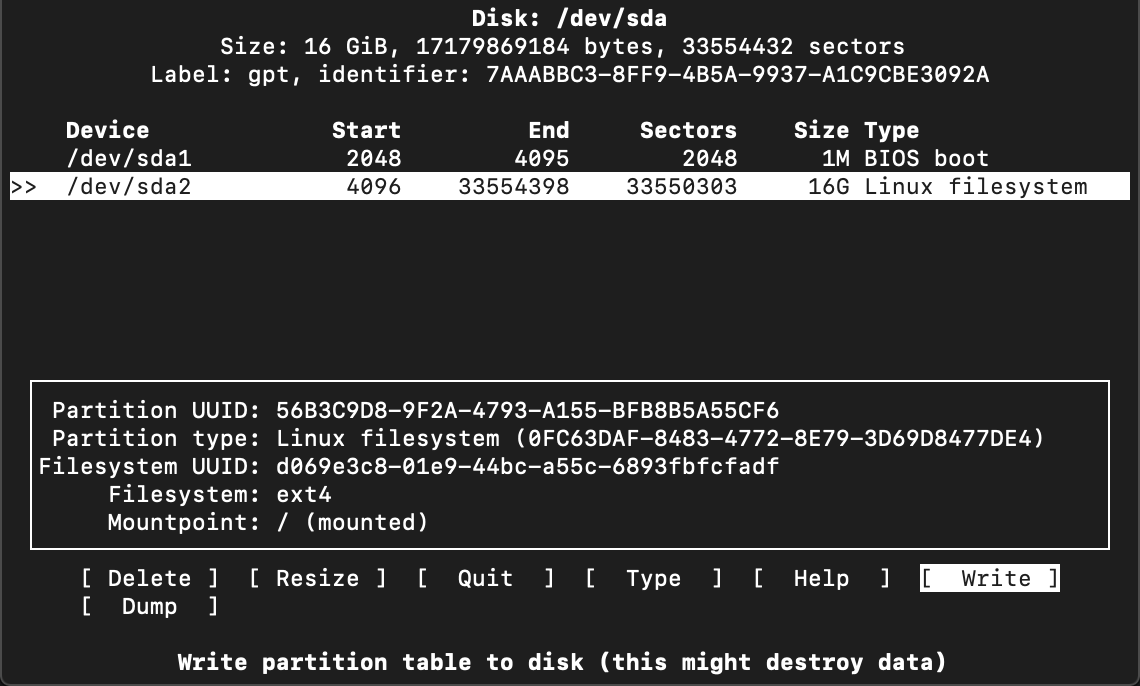 Disk: /dev/sda
Size: 16 GiB, 17179869184 bytes, 33554432 sectors
Label: gpt, identifier: 7AAABBC3-8FF9-4B5A-9937-A1C9CBE3092A
Device Start End Sectors Size Type
/dev/sda1 2048 4095 2048 1M BIOS boot
>> /dev/sda2 4096 33554398 33550303 16G Linux filesystem
Partition UUID: 56B3C9D8-9F2A-4793-A155-BFB8B5A55CF6
Partition type: Linux filesystem (0FC63DAF-8483-4772-8E79-3D69D8477DE4)
Filesystem UUID: d069e3c8-01e9-44bc-a55c-6893fbfcfadf
Filesystem: ext4
Mountpoint: / (mounted)
[ Delete ] [ Resize ] [ Quit ] [ Type ] [ Help ] [ Write ]
[ Dump ]
Write partition table to disk (this might destroy data)